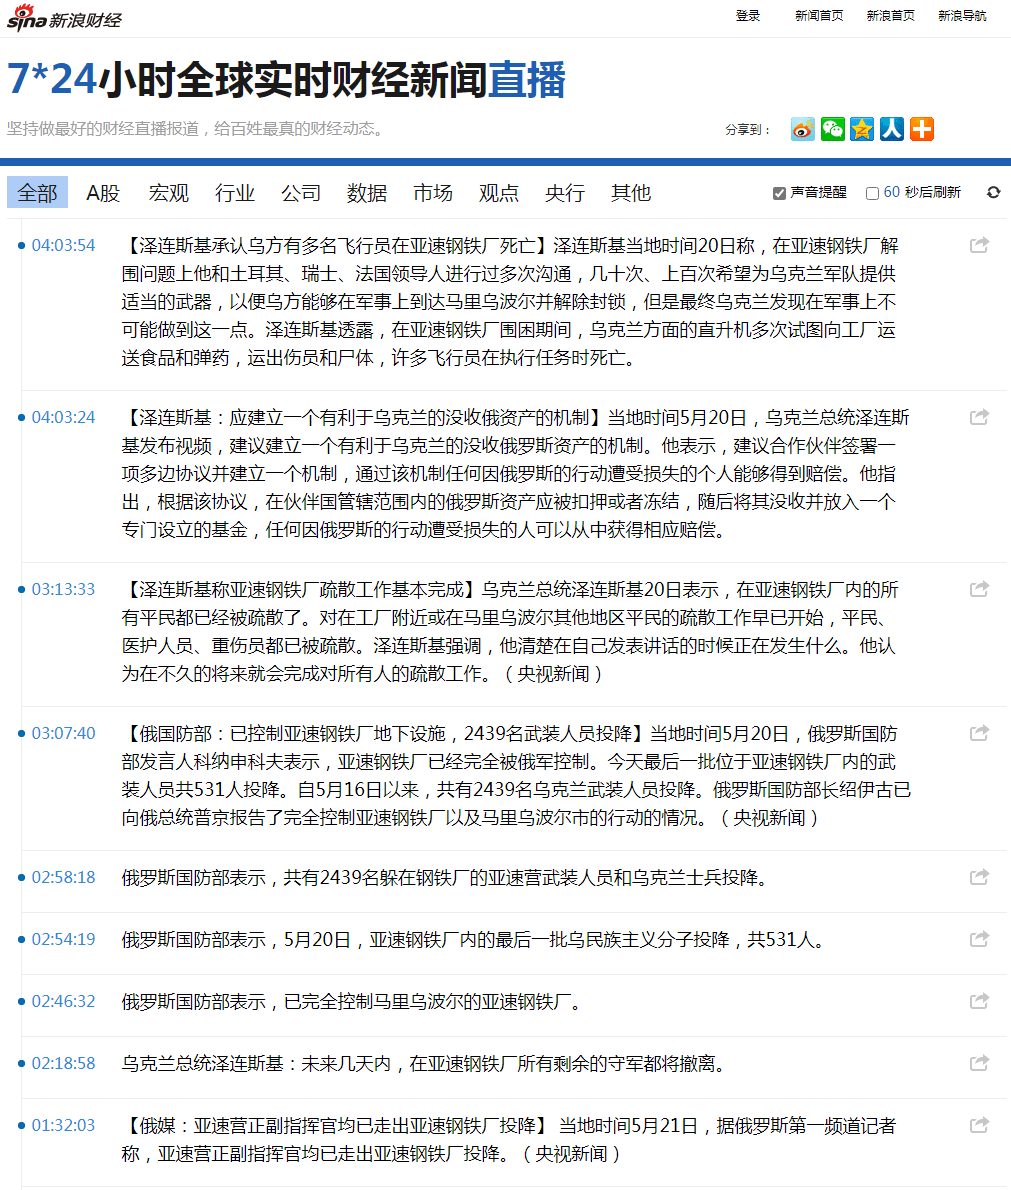 sina新浪财经
登录 新闻首页 新浪首页 新浪导航
7*24小时全球实时财经新闻直播
坚持做最好的财经直播报道，给百姓最真的财经动态。
分享到：
全部 A股 宏观 行业 公司 数据 市场 观点 央行 其他 声音提醒 60 秒后刷新
04:03:54 【泽连斯基承认乌方有多名飞行员在亚速钢铁厂死亡】泽连斯基当地时间20日称，在亚速钢铁厂解
围问题上他和土耳其、瑞士、法国领导人进行过多次沟通，几十次、上百次希望为乌克兰军队提供
适当的武器，以便乌方能够在军事上到达马里乌波尔并解除封锁，但是最终乌克兰发现在军事上不
可能做到这一点。泽连斯基透露，在亚速钢铁厂围困期间，乌克兰方面的直升机多次试图向工厂运
送食品和弹药，运出伤员和尸体，许多飞行员在执行任务时死亡。
04:03:24 【泽连斯基：应建立一个有利于乌克兰的没收俄资产的机制】当地时间5月20日，乌克兰总统泽连斯
基发布视频，建议建立一个有利于乌克兰的没收俄罗斯资产的机制。他表示，建议合作伙伴签署一
项多边协议并建立一个机制，通过该机制任何因俄罗斯的行动遭受损失的个人能够得到赔偿。他指
出，根据该协议，在伙伴国管辖范围内的俄罗斯资产应被扣押或者冻结，随后将其没收并放入一个
专门设立的基金，任何因俄罗斯的行动遭受损失的人可以从中获得相应赔偿。
03:13:33 【泽连斯基称亚速钢铁厂疏散工作基本完成】乌克兰总统泽连斯基20日表示，在亚速钢铁厂内的所
有平民都已经被疏散了。对在工厂附近或在马里乌波尔其他地区平民的疏散工作早已开始，平民、
医护人员、重伤员都已被疏散。泽连斯基强调，他清楚在自己发表讲话的时候正在发生什么。他认
为在不久的将来就会完成对所有人的疏散工作。（央视新闻）
03:07:40 【俄国防部：已控制亚速钢铁厂地下设施，2439名武装人员投降】当地时间5月20日，俄罗斯国防
部发言人科纳申科夫表示，亚速钢铁厂已经完全被俄军控制。今天最后一批位于亚速钢铁厂内的武
装人员共531人投降。自5月16日以来，共有2439名乌克兰武装人员投降。俄罗斯国防部长绍伊古已
向俄总统普京报告了完全控制亚速钢铁厂以及马里乌波尔市的行动的情况。（央视新闻）
02:58:18 俄罗斯国防部表示，共有2439名躲在钢铁厂的亚速营武装人员和乌克兰士兵投降。
02:54:19 俄罗斯国防部表示，5月20日，亚速钢铁厂内的最后一批乌民族主义分子投降，共531人。
02:46:32 俄罗斯国防部表示，已完全控制马里乌波尔的亚速钢铁厂。
02:18:58 乌克兰总统泽连斯基：未来几天内，在亚速钢铁厂所有剩余的守军都将撤离。
01:32:03 【俄媒：亚速营正副指挥官均已走出亚速钢铁厂投降】 当地时间5月21日，据俄罗斯第一频道记者
称，亚速营正副指挥官均已走出亚速钢铁厂投降。（央视新闻）